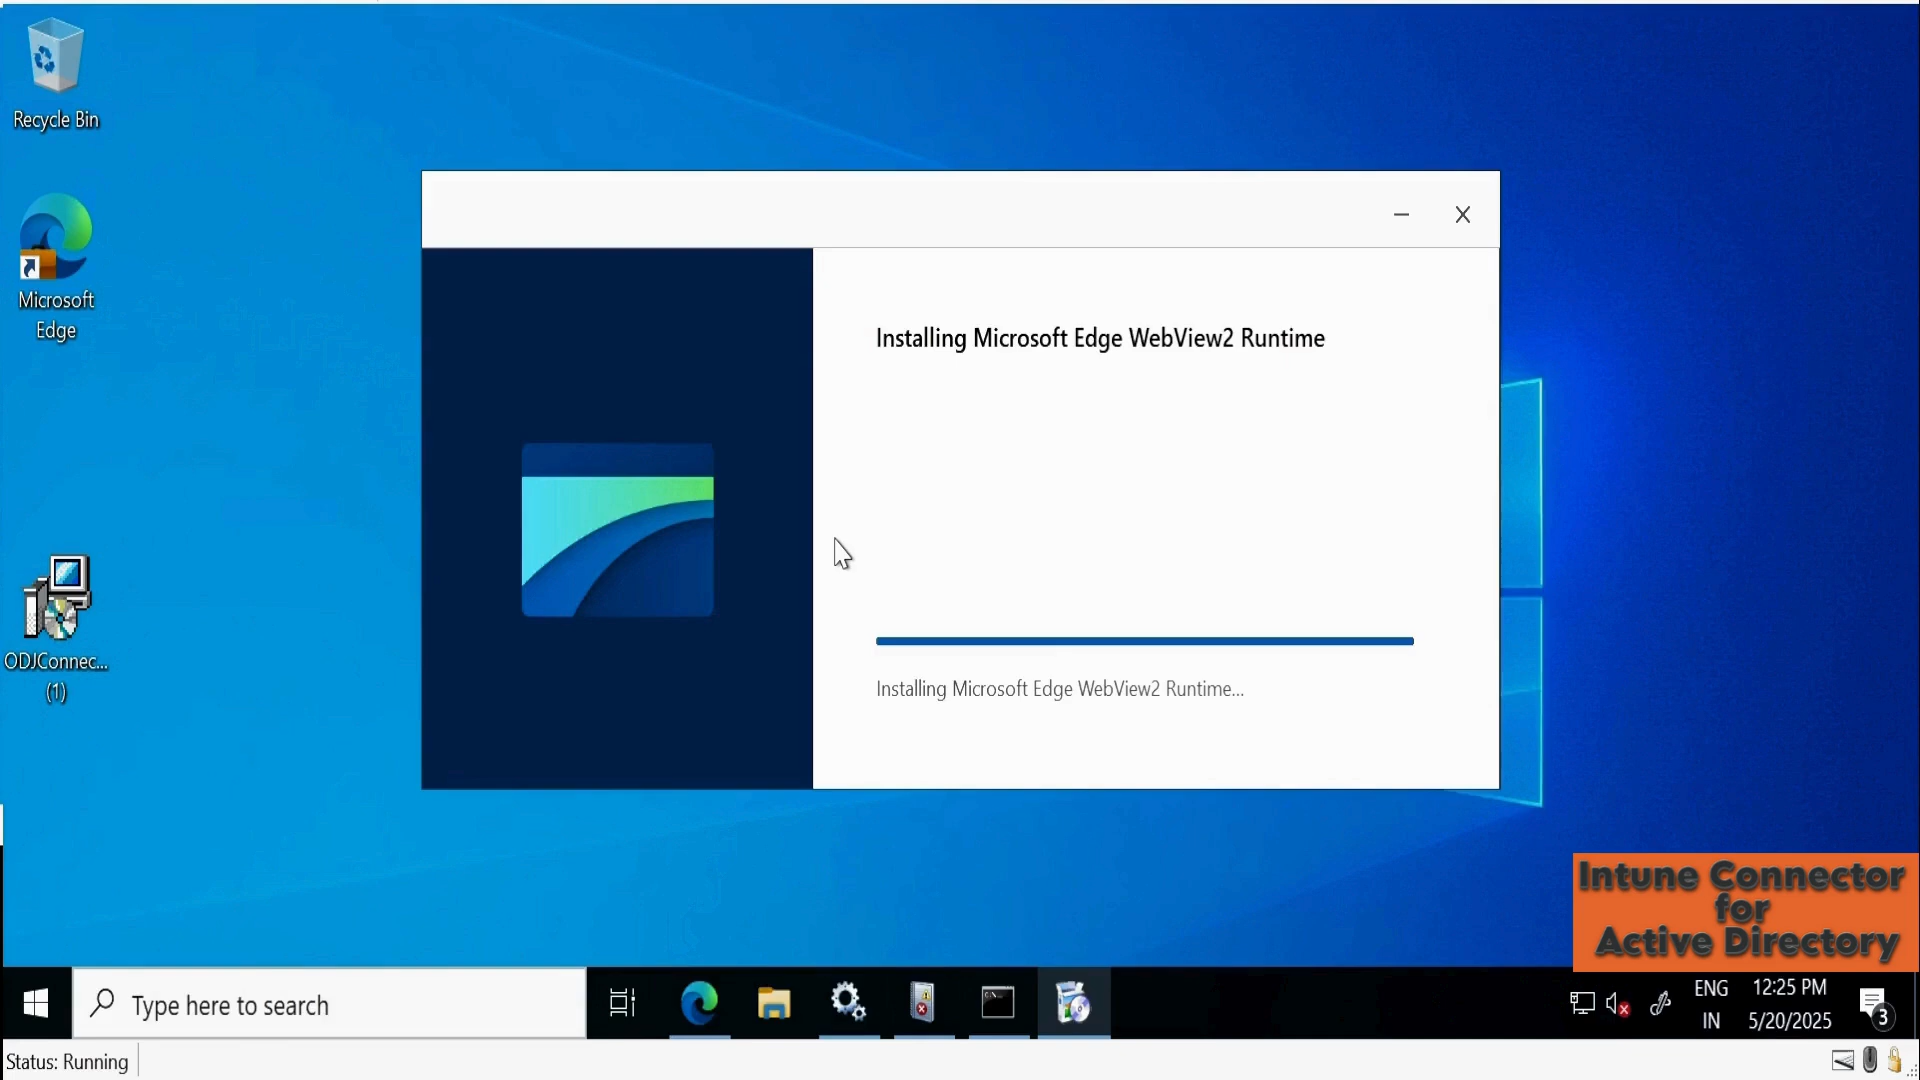 Recycle Bin
Microsoft
Edge
ODJConnec...
(1)
Installing Microsoft Edge WebView2 Runtime
Installing Microsoft Edge WebView2 Runtime...
Intune Connector
for
Active Directory
Type here to search
ENG
IN
12:25 PM
5/20/2025
3
Status: Running